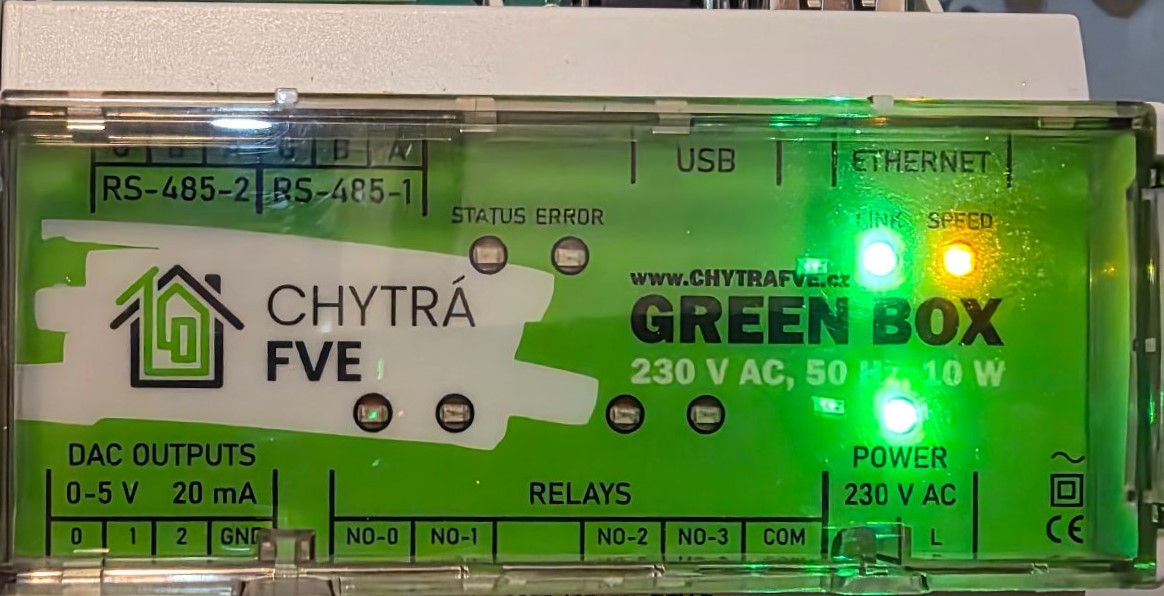 G B A G B A
RS-485-2 RS-485-1
USB
ETHERNET
STATUS ERROR
LINK SPEED
www.CHYTRAFVE.cz
GREEN BOX
230 V AC, 50 Hz, 10 W
CHYTRÁ
FVE
DAC OUTPUTS
0-5 V 20 mA
0 1 2 GND
RELAYS
NO-0 NO-1 NO-2 NO-3 COM
POWER
230 V AC
L
~
CE